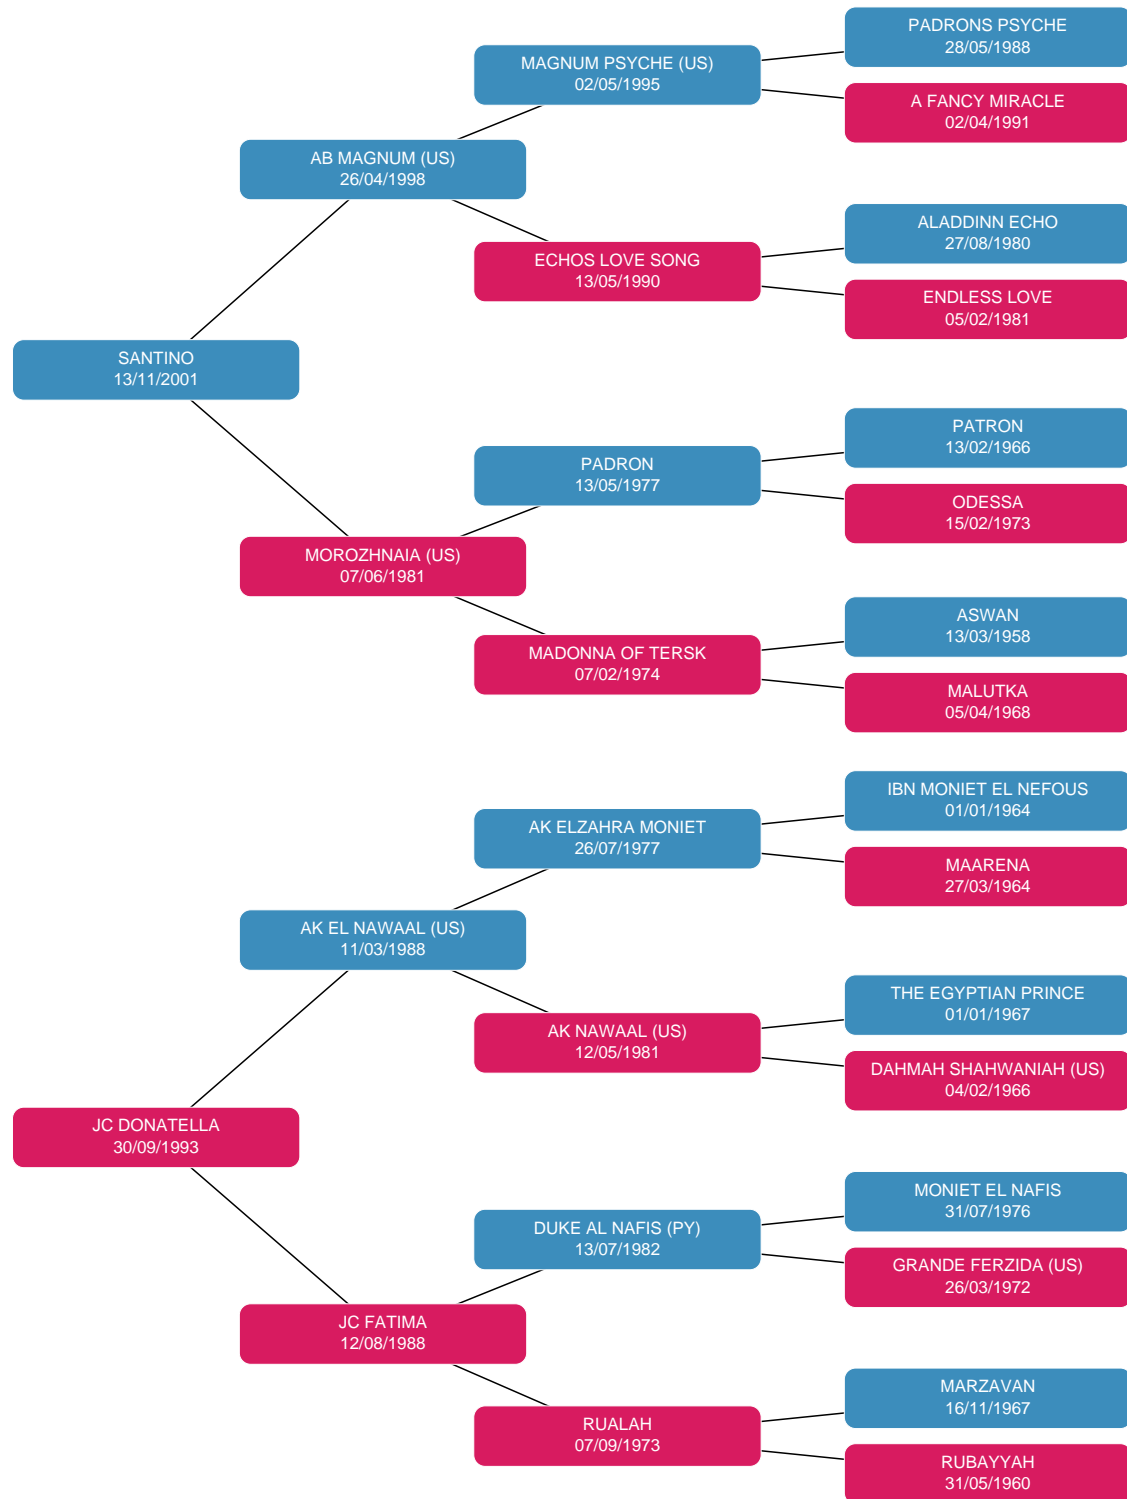 PADRONS PSYCHE
28/05/1988
MAGNUM PSYCHE (US)
02/05/1995
A FANCY MIRACLE
02/04/1991
AB MAGNUM (US)
26/04/1998
ALADDINN ECHO
27/08/1980
ECHOS LOVE SONG
13/05/1990
ENDLESS LOVE
05/02/1981
SANTINO
13/11/2001
PATRON
13/02/1966
PADRON
13/05/1977
ODESSA
15/02/1973
MOROZHNAIA (US)
07/06/1981
ASWAN
13/03/1958
MADONNA OF TERSK
07/02/1974
MALUTKA
05/04/1968
IBN MONIET EL NEFOUS
01/01/1964
AK ELZAHRA MONIET
26/07/1977
MAARENA
27/03/1964
AK EL NAWAAL (US)
11/03/1988
THE EGYPTIAN PRINCE
01/01/1967
AK NAWAAL (US)
12/05/1981
DAHMAH SHAHWANIAH (US)
04/02/1966
JC DONATELLA
30/09/1993
MONIET EL NAFIS
31/07/1976
DUKE AL NAFIS (PY)
13/07/1982
GRANDE FERZIDA (US)
26/03/1972
JC FATIMA
12/08/1988
MARZAVAN
16/11/1967
RUALAH
07/09/1973
RUBAYYAH
31/05/1960